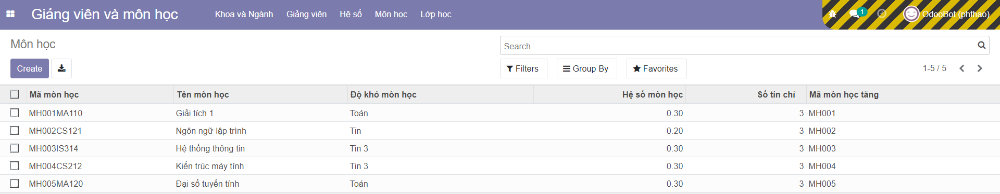 Giảng viên và môn học Khoa và Ngành Giảng viên Hệ số Môn học Lớp học 1 OdooBot (phthao)
Môn học Search...
Create Filters Group By Favorites 1-5 / 5
Mã môn học Tên môn học Độ khó môn học Hệ số môn học Số tín chỉ Mã môn học tăng
MH001MA110 Giải tích 1 Toán 0.30 3 MH001
MH002CS121 Ngôn ngữ lập trình Tin 0.20 3 MH002
MH003IS314 Hệ thống thông tin Tin 3 0.30 3 MH003
MH004CS212 Kiến trúc máy tính Tin 3 0.30 3 MH004
MH005MA120 Đại số tuyến tính Toán 0.30 3 MH005